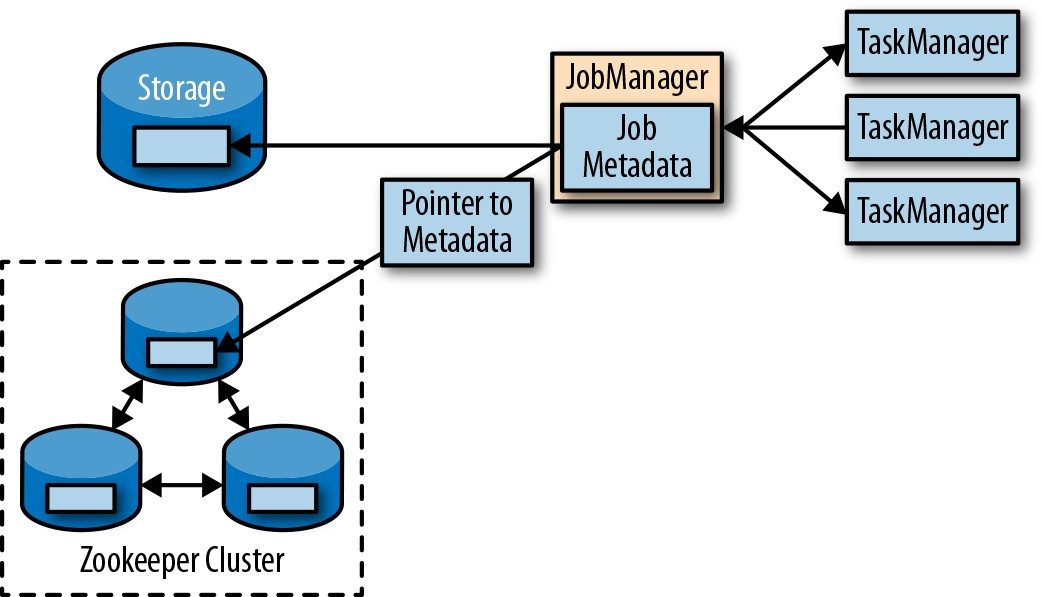 Storage
JobManager
Job
Metadata
TaskManager
TaskManager
TaskManager
Pointer to
Metadata
Zookeeper Cluster